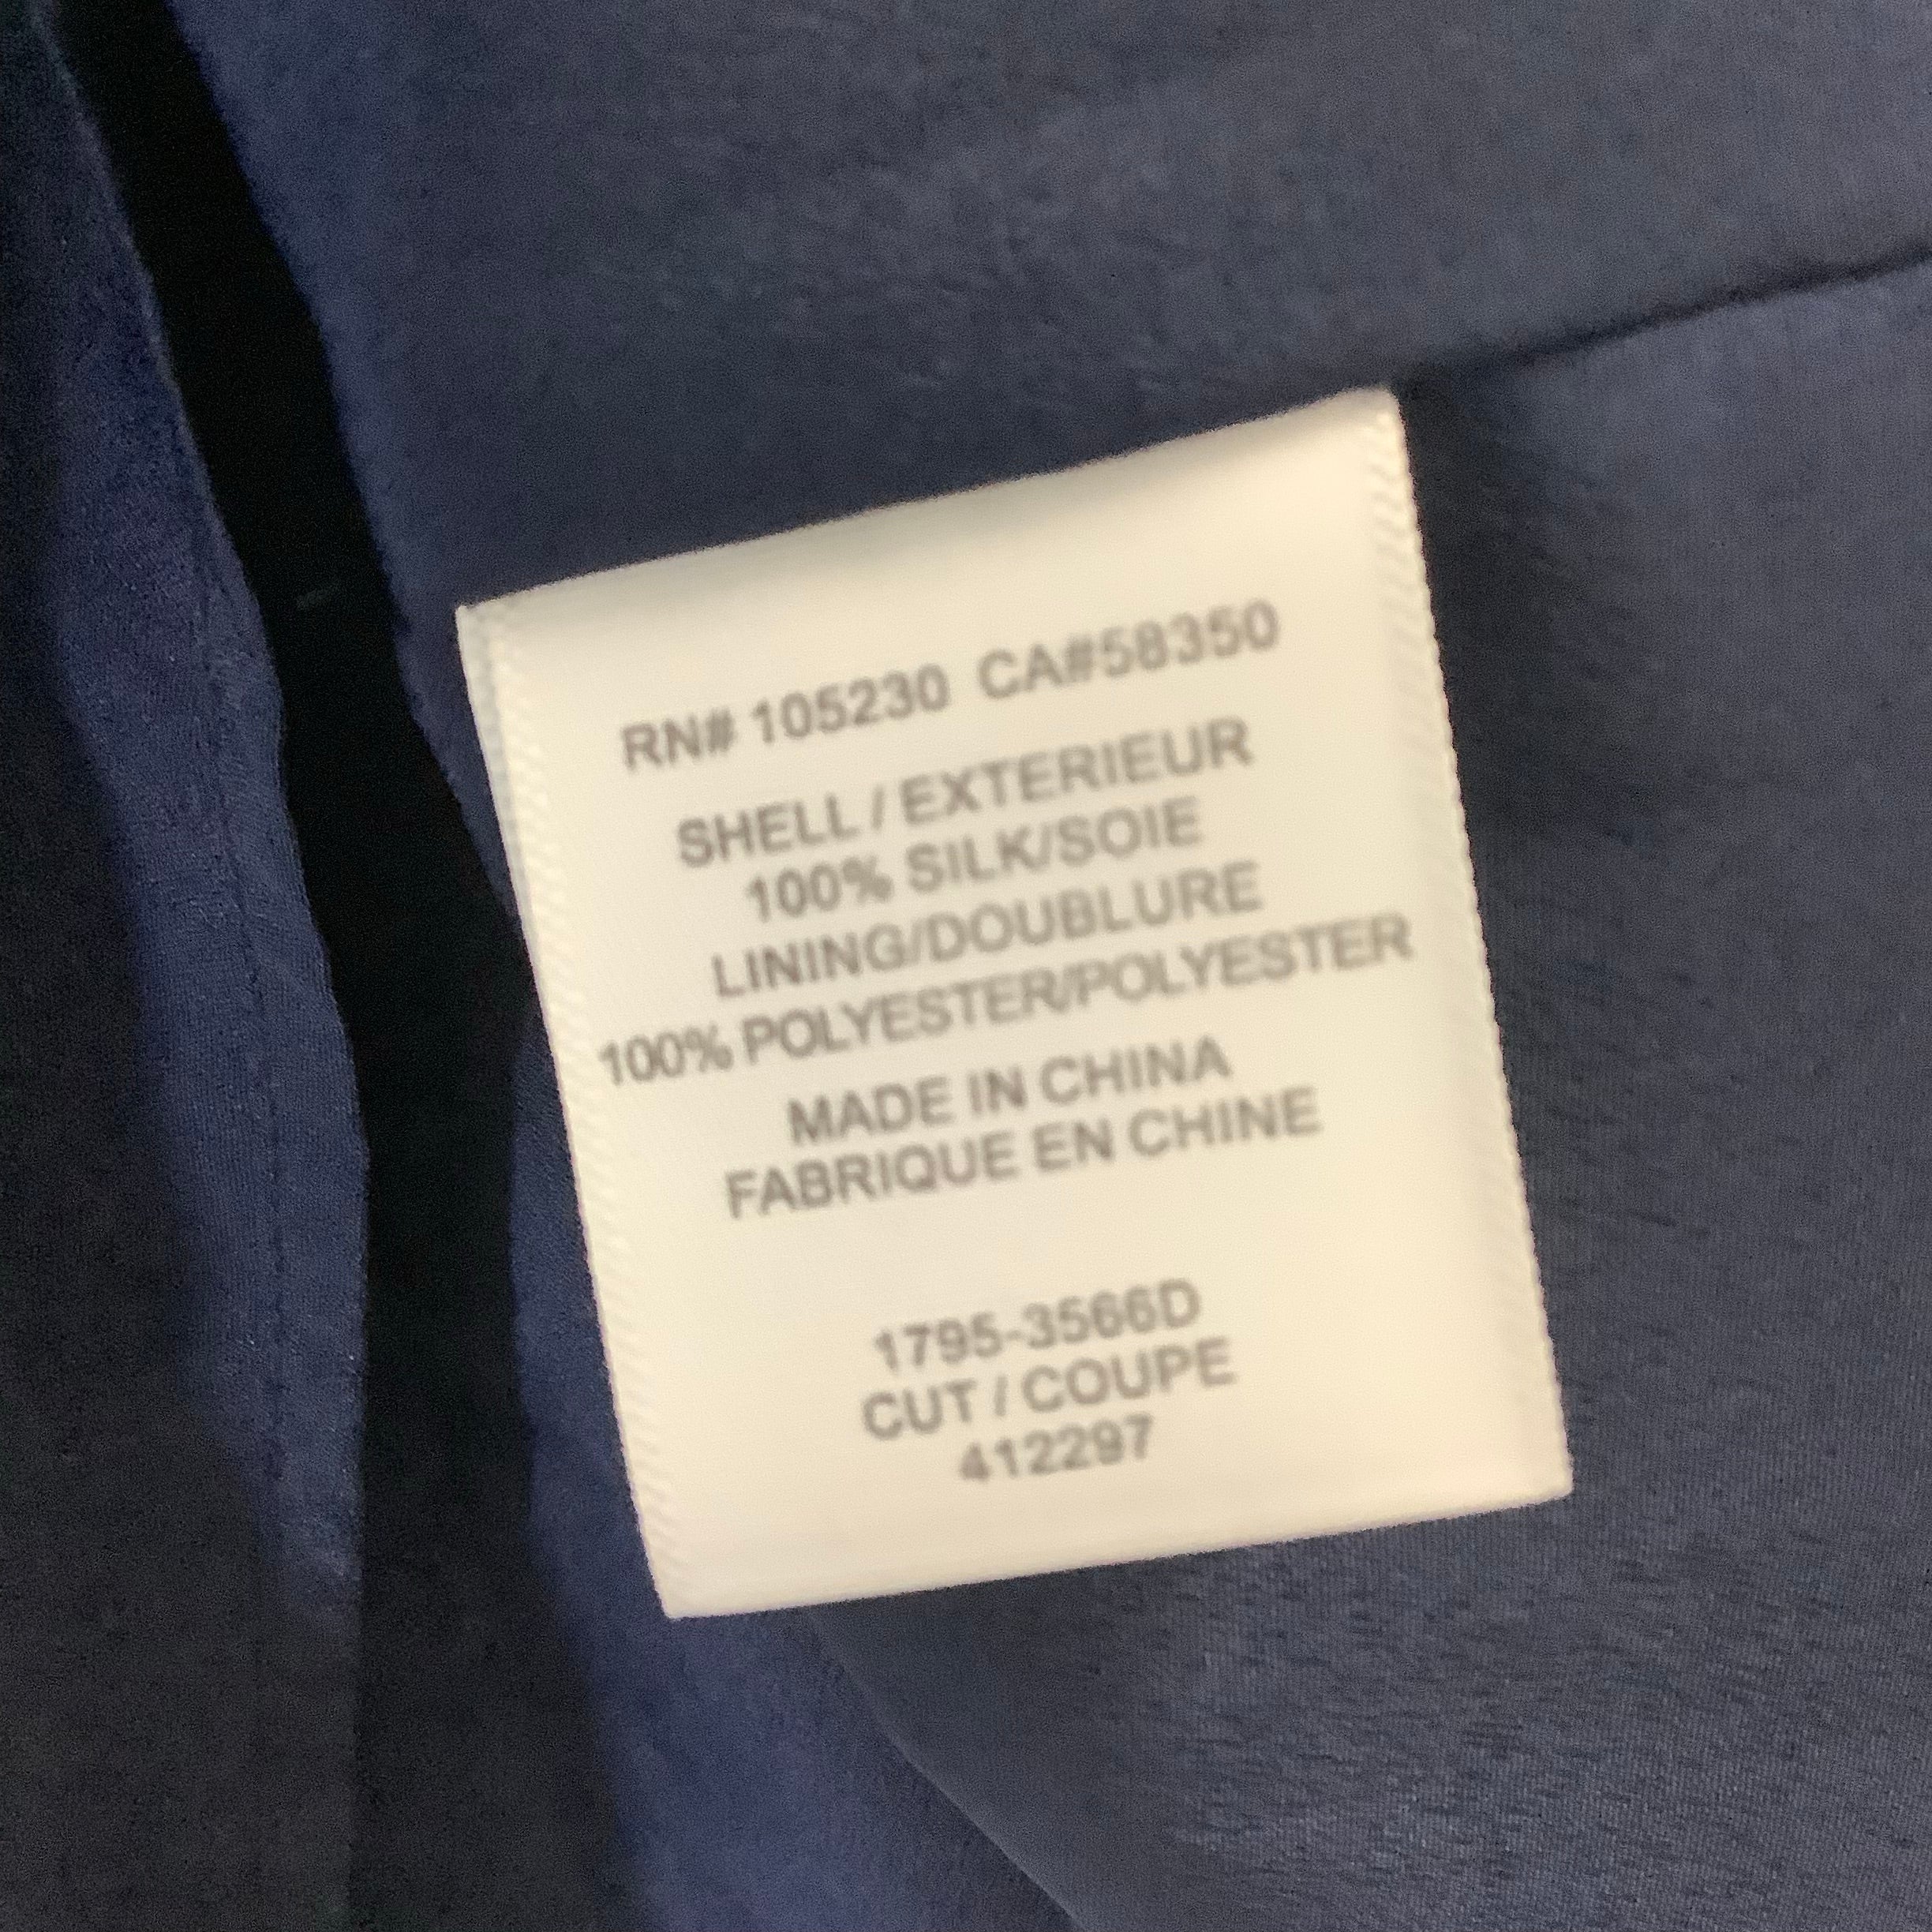 RN# 105230 CA#58350
SHELL / EXTERIEUR
100% SILK/SOIE
LINING/DOUBLURE
100% POLYESTER/POLYESTER
MADE IN CHINA
FABRIQUE EN CHINE
1795-3566D
CUT / COUPE
412297